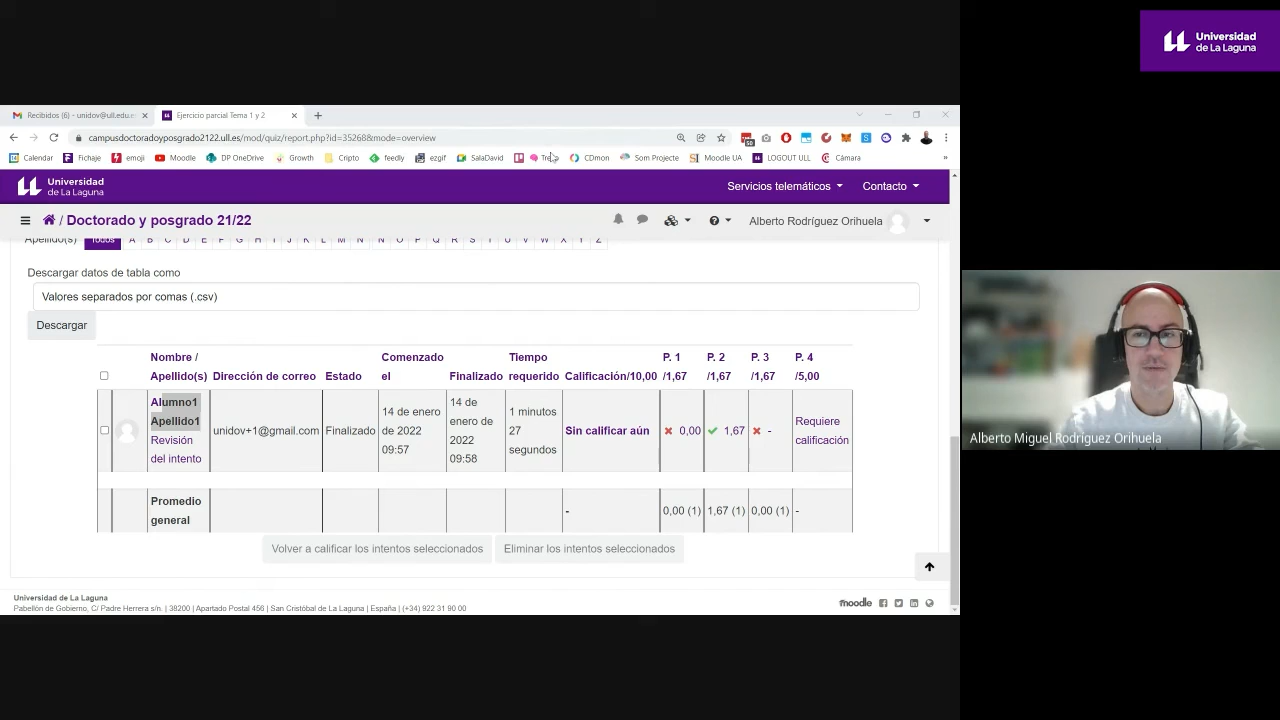 Universidad
de La Laguna
Recibidos (6) - unidov@ull.edu.es
Ejercicio parcial Tema 1 y 2
campusdoctoradoyposgrado2122.ull.es/mod/quiz/report.php?id=35268&mode=overview
Calendar Fichaje emoji Moodle DP OneDrive Growth Cripto feedly ezgif SalaDavid CDmon Som Projecte Moodle UA LOGOUT ULL Cámara
Universidad
de La Laguna
Servicios telemáticos Contacto
/ Doctorado y posgrado 21/22
Alberto Rodríguez Orihuela
Apellido(s) Todos A B C D E F G H I J K L M N Ñ O P Q R S T U V W X Y Z
Descargar datos de tabla como
Valores separados por comas (.csv)
Descargar
Nombre /
Apellido(s)
Dirección de correo
Estado
Comenzado
el
Finalizado
Tiempo
requerido
Calificación/10,00
P. 1
/1,67
P. 2
/1,67
P. 3
/1,67
P. 4
/5,00
Alumno1
Apellido1
Revisión
del intento
unidov+1@gmail.com
Finalizado
14 de enero
de 2022
09:57
14 de
enero de
2022
09:58
1 minutos
27
segundos
Sin calificar aún
0,00
1,67
-
Requiere
calificación
Promedio
general
-
0,00 (1)
1,67 (1)
0,00 (1)
-
Volver a calificar los intentos seleccionados
Eliminar los intentos seleccionados
Universidad de La Laguna
Pabellón de Gobierno, C/ Padre Herrera s/n. | 38200 | Apartado Postal 456 | San Cristóbal de La Laguna | España | (+34) 922 31 90 00
moodle
Alberto Miguel Rodríguez Orihuela